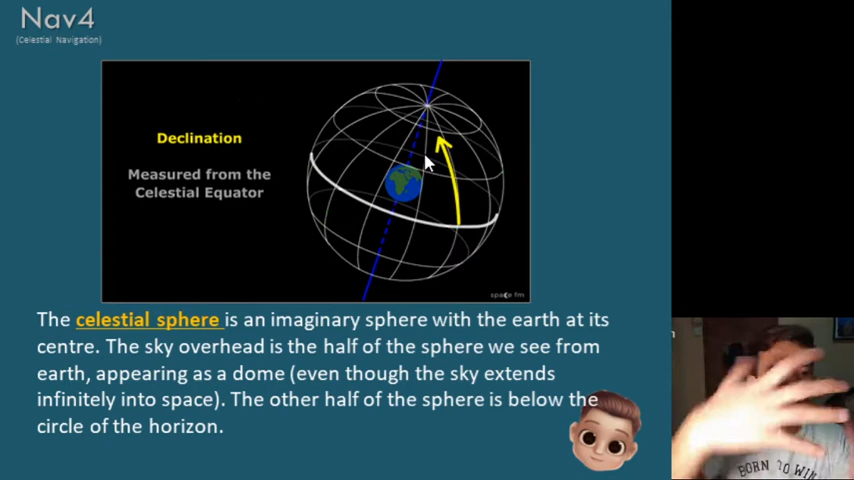 Nav4
(Celestial Navigation)
Declination
Measured from the
Celestial Equator
space fm
The celestial sphere is an imaginary sphere with the earth at its
centre. The sky overhead is the half of the sphere we see from
earth, appearing as a dome (even though the sky extends
infinitely into space). The other half of the sphere is below the
circle of the horizon.
BORN TO WIN